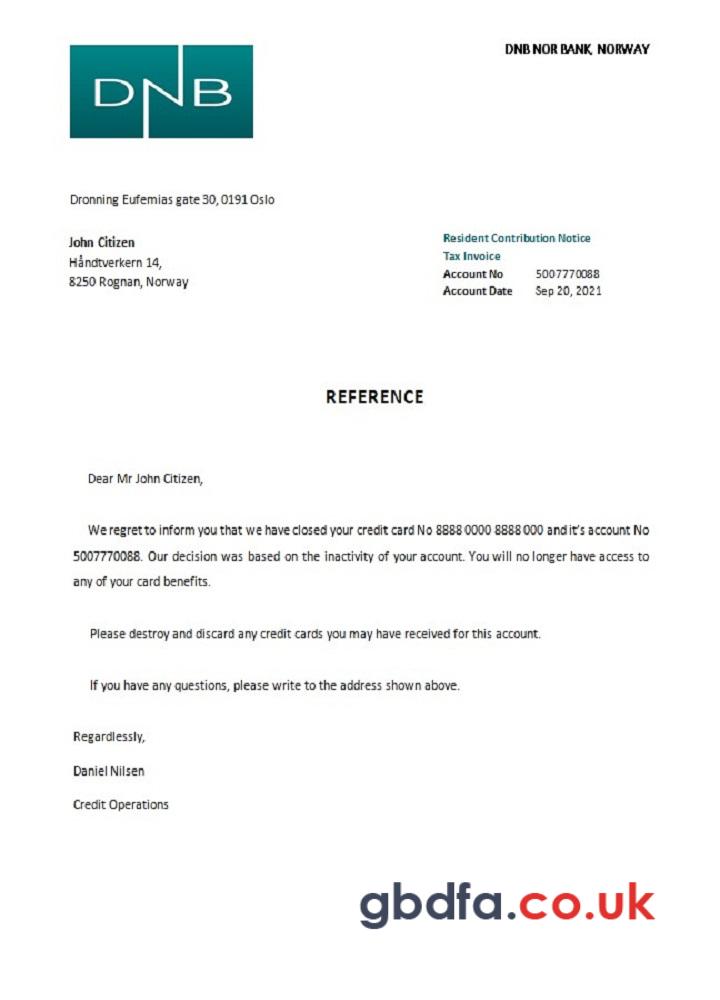 DNB
DNB NOR BANK, NORWAY
Dronning Eufemias gate 30, 0191 Oslo
John Citizen
Håndtverkern 14,
8250 Rognan, Norway
Resident Contribution Notice
Tax Invoice
Account No 5007770088
Account Date Sep 20, 2021
REFERENCE
Dear Mr John Citizen,
We regret to inform you that we have closed your credit card No 8888 0000 8888 000 and it’s account No
5007770088. Our decision was based on the inactivity of your account. You will no longer have access to
any of your card benefits.
Please destroy and discard any credit cards you may have received for this account.
If you have any questions, please write to the address shown above.
Regardlessly,
Daniel Nilsen
Credit Operations
gbdfa.co.uk